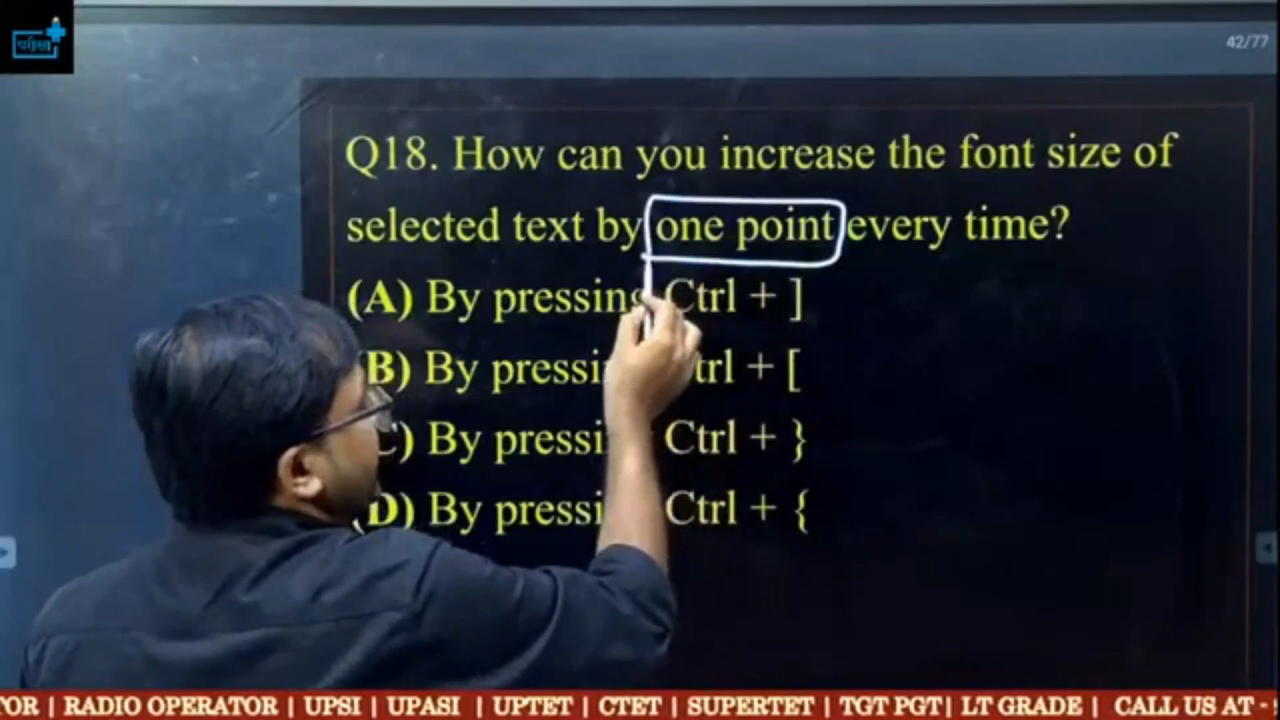 परीक्षा
42/77
Q18. How can you increase the font size of
selected text by one point every time?
(A) By pressing Ctrl + ]
B) By pressi trl + [
C) By pressi Ctrl + }
D) By pressi Ctrl + {
TOR | RADIO OPERATOR | UPSI | UPASI | UPTET | CTET | SUPERTET | TGT PGT | LT GRADE | CALL US AT -